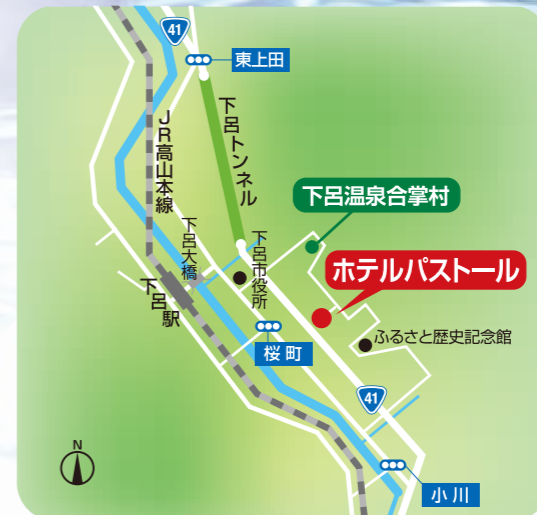 41
東上田
下呂トンネル
JR高山本線
下呂温泉合掌村
下呂大橋
下呂市役所
ホテルパストール
下呂駅
ふるさと歴史記念館
桜町
41
N
小川